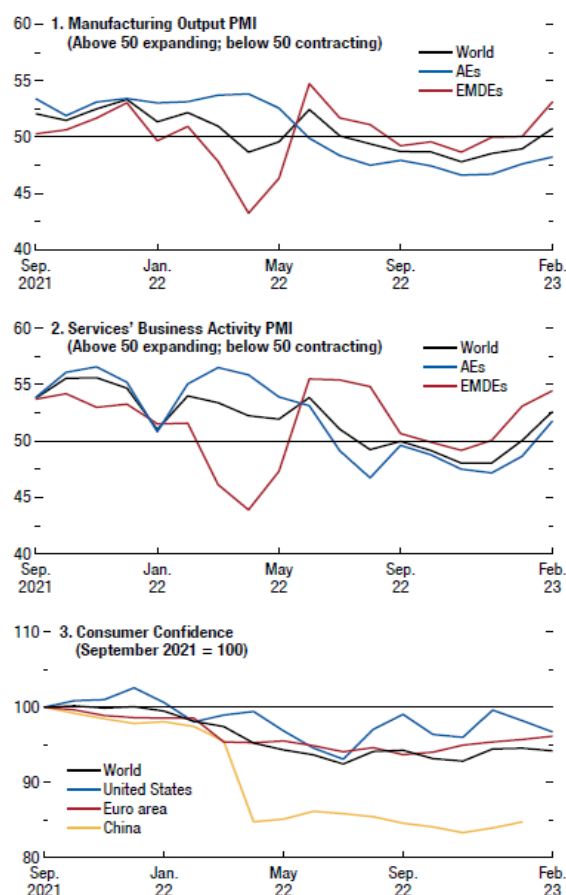 60
1. Manufacturing Output PMI
(Above 50 expanding; below 50 contracting)
World
AEs
EMDEs
55
50
45
40
Sep.
2021
Jan.
22
May
22
Sep.
22
Feb.
23
60
2. Services' Business Activity PMI
(Above 50 expanding; below 50 contracting)
World
AEs
EMDEs
55
50
45
40
Sep.
2021
Jan.
22
May
22
Sep.
22
Feb.
23
110
3. Consumer Confidence
(September 2021 = 100)
100
90
World
United States
Euro area
China
80
Sep.
2021
Jan.
22
May
22
Sep.
22
Feb.
23